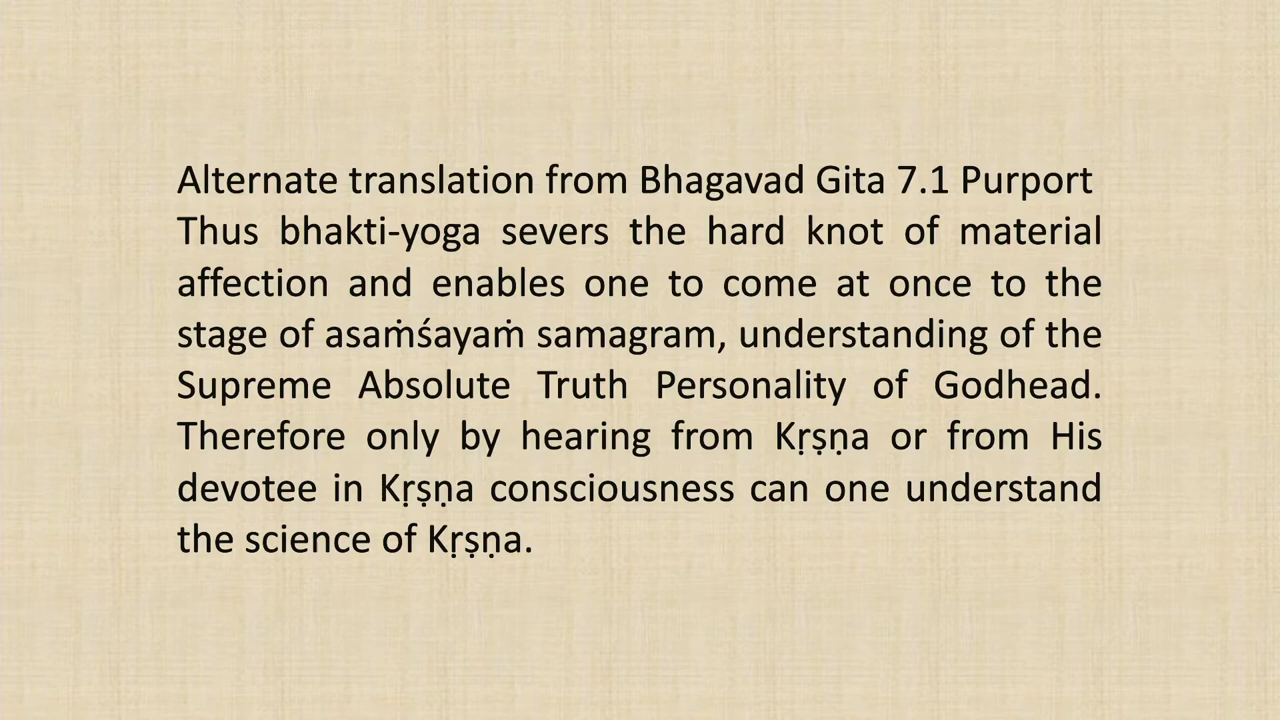 Alternate translation from Bhagavad Gita 7.1 Purport
Thus bhakti-yoga severs the hard knot of material
affection and enables one to come at once to the
stage of asaṁśayaṁ samagram, understanding of the
Supreme Absolute Truth Personality of Godhead.
Therefore only by hearing from Kṛṣṇa or from His
devotee in Kṛṣṇa consciousness can one understand
the science of Kṛṣṇa.